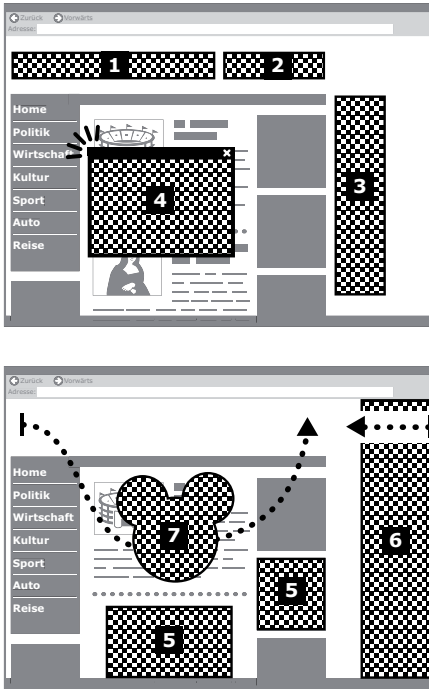 Zurück Vorwärts
Adresse:
1 2
Home
Politik
Wirtschaft
Kultur
Sport
Auto
Reise
x
4
3
Zurück Vorwärts
Adresse:
Home
Politik
Wirtschaft
Kultur
Sport
Auto
Reise
7
6
5
5